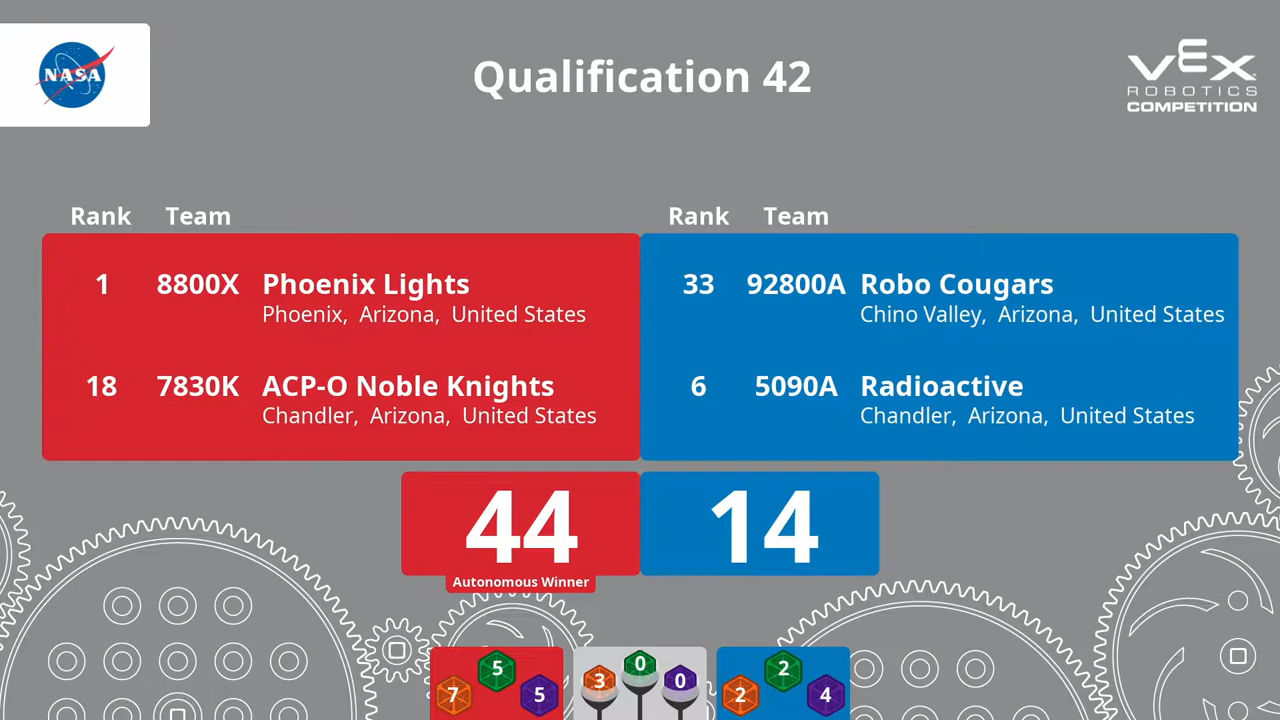 NASA
Qualification 42
VEX
ROBOTICS
COMPETITION
Rank Team
1 8800X Phoenix Lights
Phoenix, Arizona, United States
18 7830K ACP-O Noble Knights
Chandler, Arizona, United States
Rank Team
33 92800A Robo Cougars
Chino Valley, Arizona, United States
6 5090A Radioactive
Chandler, Arizona, United States
44 14
Autonomous Winner
7 5 5
3 0 0
2 2 4